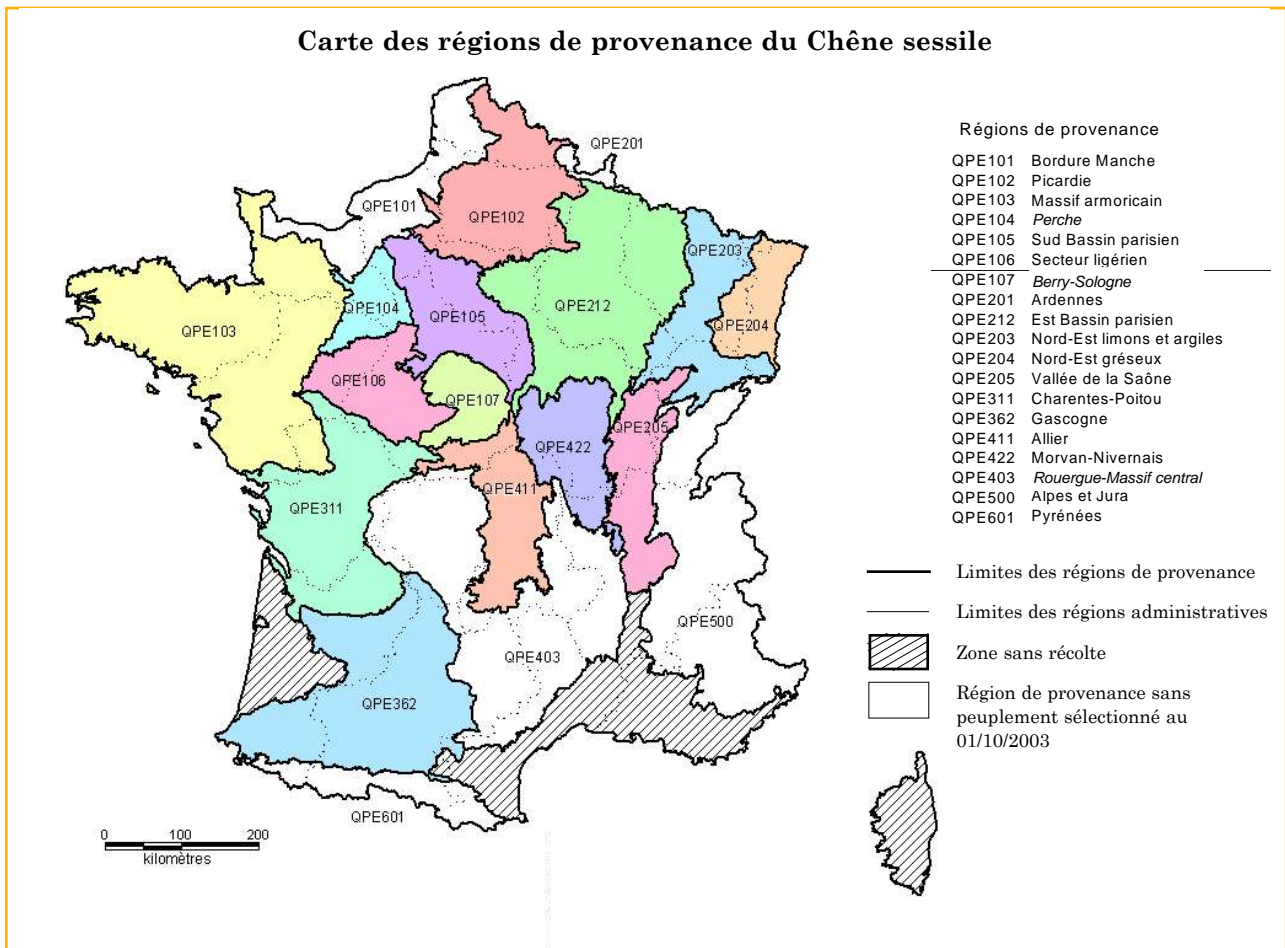 Carte des régions de provenance du Chêne sessile
QPE201
QPE101
QPE102
QPE203
QPE104
QPE103
QPE105
QPE212
QPE204
QPE106
QPE107
QPE205
QPE422
QPE411
QPE311
QPE500
QPE403
QPE362
QPE601
0 100 200
kilomètres
Régions de provenance
QPE101 Bordure Manche
QPE102 Picardie
QPE103 Massif armoricain
QPE104 Perche
QPE105 Sud Bassin parisien
QPE106 Secteur ligérien
QPE107 Berry-Sologne
QPE201 Ardennes
QPE212 Est Bassin parisien
QPE203 Nord-Est limons et argiles
QPE204 Nord-Est gréseux
QPE205 Vallée de la Saône
QPE311 Charentes-Poitou
QPE362 Gascogne
QPE411 Allier
QPE422 Morvan-Nivernais
QPE403 Rouergue-Massif central
QPE500 Alpes et Jura
QPE601 Pyrénées
Limites des régions de provenance
Limites des régions administratives
Zone sans récolte
Région de provenance sans
peuplement sélectionné au
01/10/2003